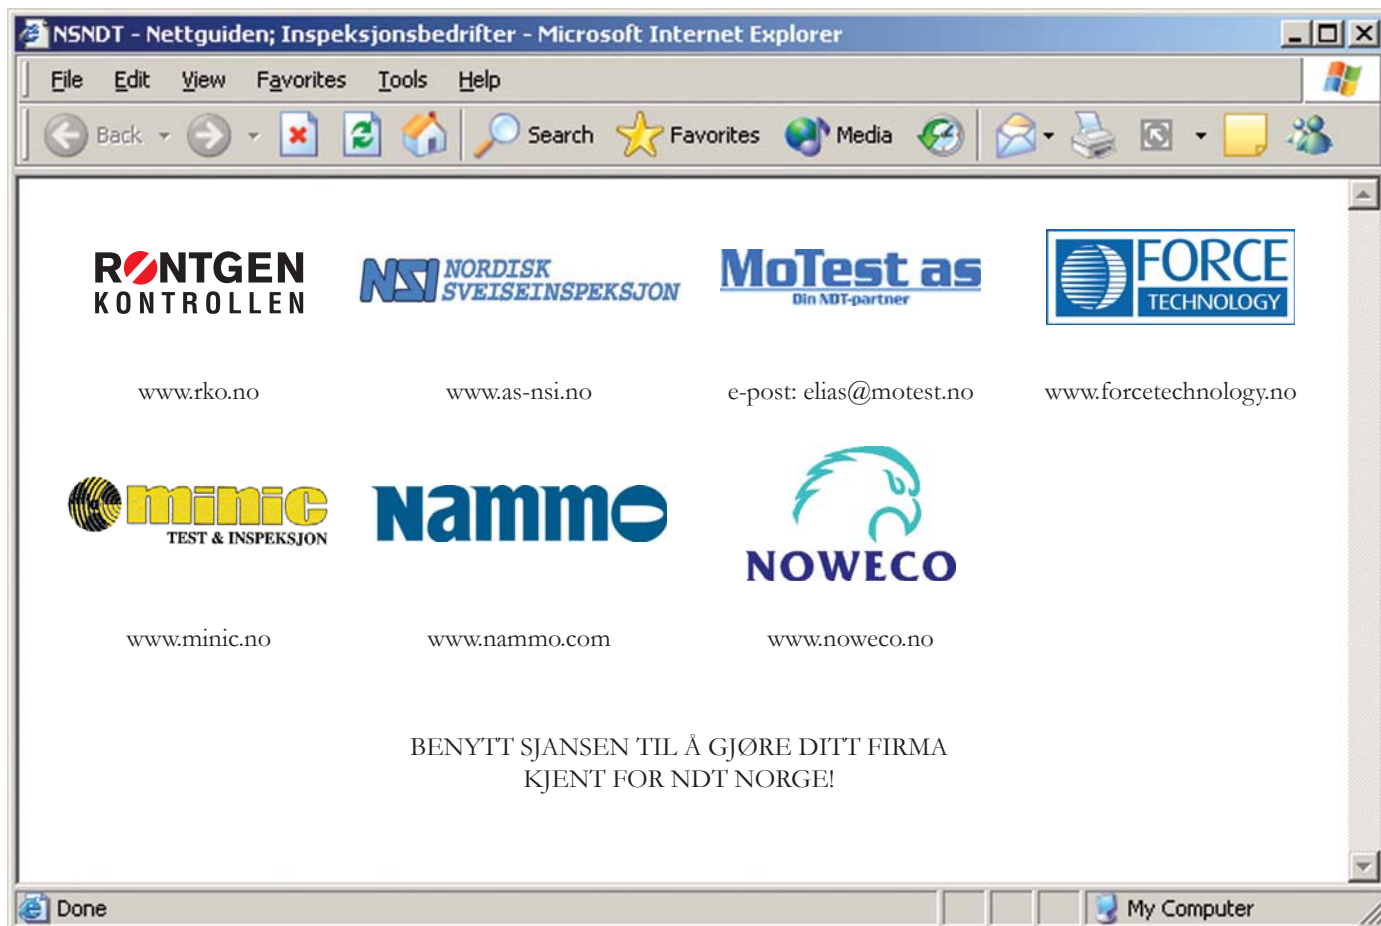 NSNDT - Nettguiden; Inspeksjonsbedrifter - Microsoft Internet Explorer
File Edit View Favorites Tools Help
Back Search Favorites Media
RØNTGEN
KONTROLLEN
NSI NORDISK
SVEISEINSPEKSJON
MoTest as
Din NDT-partner
FORCE
TECHNOLOGY
www.rko.no www.as-nsi.no e-post: elias@motest.no www.forcetechnology.no
minic
TEST & INSPEKSJON
Nammo
NOWECO
www.minic.no www.nammo.com www.noweco.no
BENYTT SJANSEN TIL Å GJØRE DITT FIRMA
KJENT FOR NDT NORGE!
Done My Computer